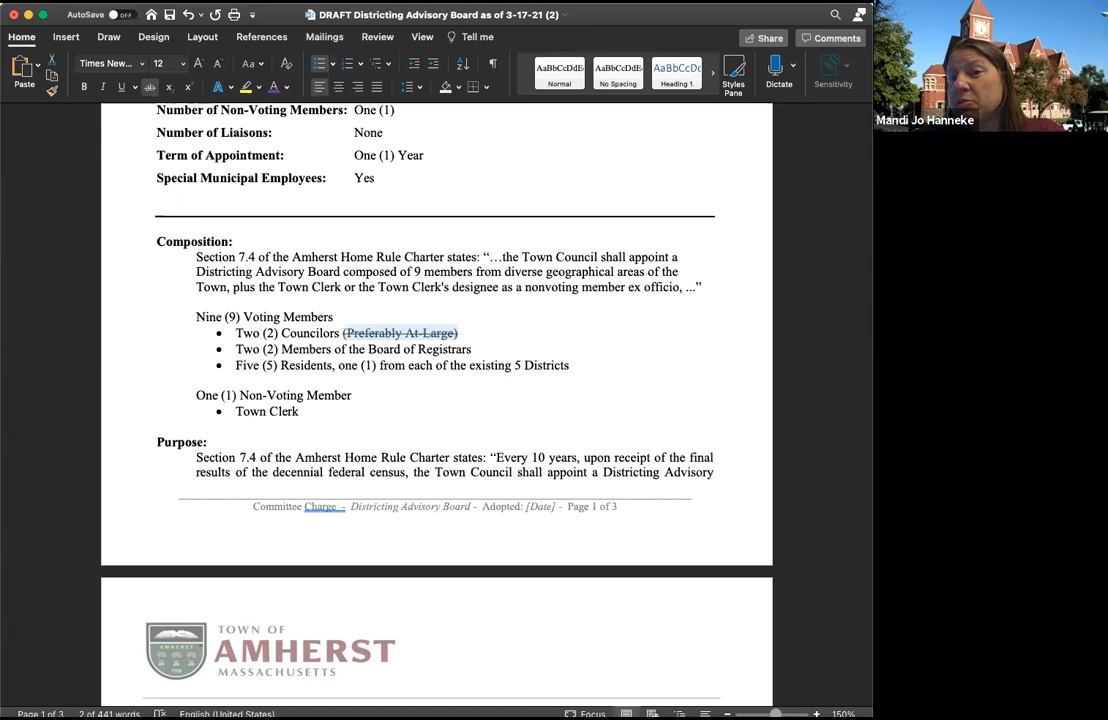 AutoSave OFF DRAFT Districting Advisory Board as of 3-17-21 (2)
Home Insert Draw Design Layout References Mailings Review View Tell me Share Comments
Paste Times New... 12 Aa AaBbCcDdE AaBbCcDdE AaBbCcDc Normal No Spacing Heading 1 Styles Pane Dictate Sensitivity
B I U ab x A A
Mandi Jo Hanneke
Number of Non-Voting Members: One (1)
Number of Liaisons: None
Term of Appointment: One (1) Year
Special Municipal Employees: Yes
Composition:
Section 7.4 of the Amherst Home Rule Charter states: “…the Town Council shall appoint a
Districting Advisory Board composed of 9 members from diverse geographical areas of the
Town, plus the Town Clerk or the Town Clerk's designee as a nonvoting member ex officio, ...”
Nine (9) Voting Members
• Two (2) Councilors (Preferably At-Large)
• Two (2) Members of the Board of Registrars
• Five (5) Residents, one (1) from each of the existing 5 Districts
One (1) Non-Voting Member
• Town Clerk
Purpose:
Section 7.4 of the Amherst Home Rule Charter states: “Every 10 years, upon receipt of the final
results of the decennial federal census, the Town Council shall appoint a Districting Advisory
Committee Charge - Districting Advisory Board - Adopted: [Date] - Page 1 of 3
TOWN OF
AMHERST
MASSACHUSETTS
AMHERST
Page 1 of 3 2 of 441 words English (United States) Focus 150%